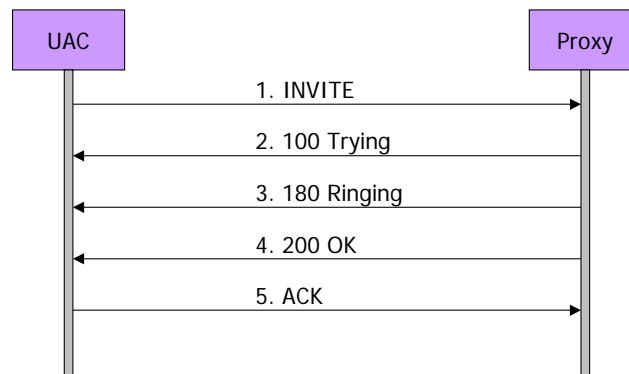 UAC
Proxy
1. INVITE
2. 100 Trying
3. 180 Ringing
4. 200 OK
5. ACK